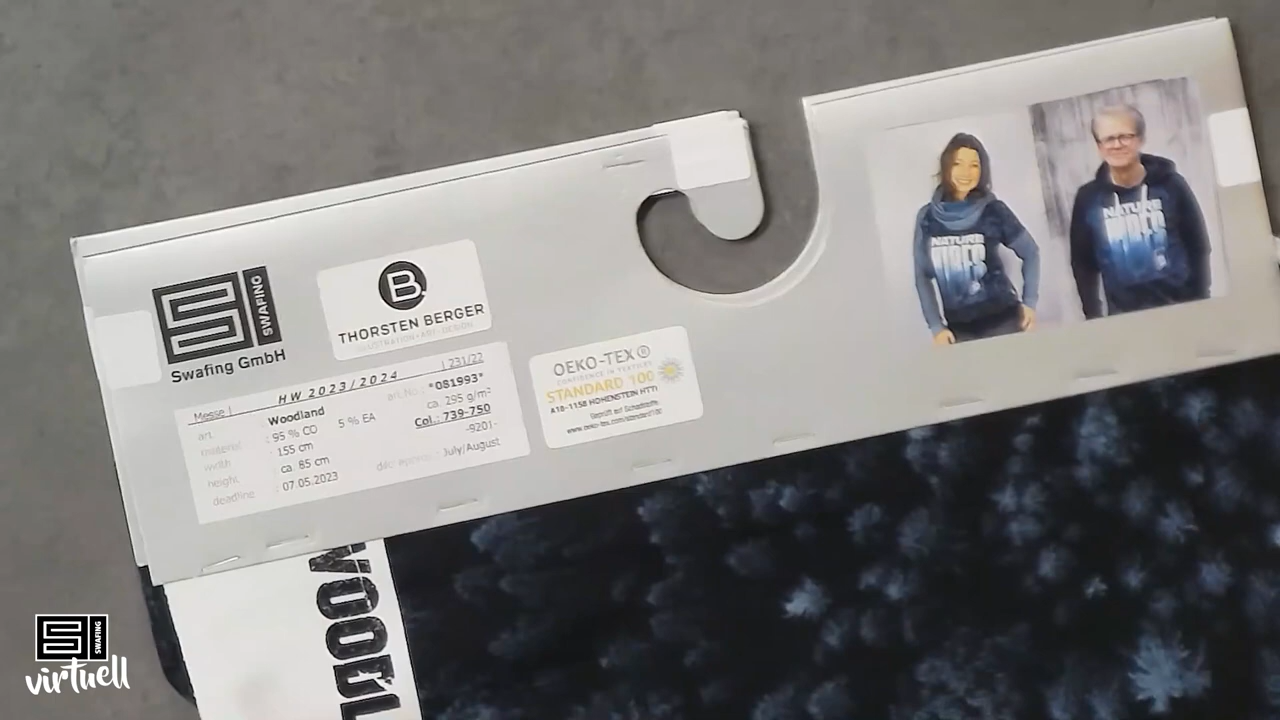 SWAFING
Swafing GmbH
B.
THORSTEN BERGER
ILLUSTRATION•ART•DESIGN
Messe | HW 2023/2024 | 231/22
art. Woodland art.No.: *081993*
material : 95 % CO 5 % EA ca. 295 g/m²
width : 155 cm Col.: 739-750
height : ca. 85 cm -9201-
deadline : 07.05.2023 July/August
OEKO-TEX®
CONFIDENCE IN TEXTILES
STANDARD 100
A18-1158 HOHENSTEIN HTTI
Geprüft auf Schadstoffe
www.oeko-tex.com/standard100
NATURE
NATURE
WOODL
SWAFING
virtuell